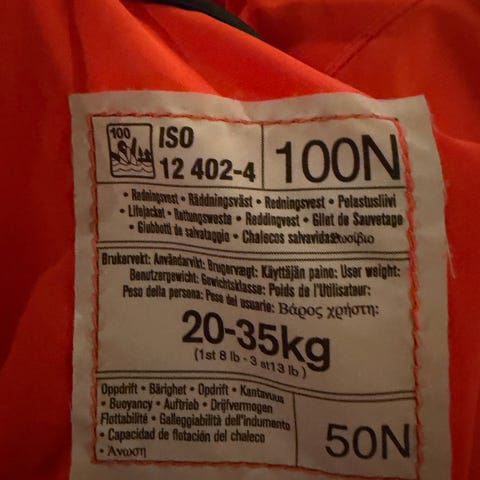 100
ISO
12 402-4
100N
• Redningsvest • Räddningsväst • Redningsvest • Pelastusliivi
• Lifejacket • Rettungsweste • Reddingvest • Gilet de Sauvetage
• Giubbotti de salvataggio • Chalecos salvavidas
Brukervekt: Användarvikt: Brugervægt: Käyttäjän paino: User weight:
Benutzergewicht: Gewichtsklasse: Poids de l'Utilisateur:
Peso della persona: Peso del usuario: Βάρος χρήστη:
20-35kg
(1st 8 lb - 3 st13 lb)
Oppdrift • Bärighet • Opdrift • Kantavuus
• Buoyancy • Auftrieb • Drijfvermogen
Flottabilité • Galleggiabilità dell'indumento
• Capacidad de flotación del chaleco
• Άνωση
50N